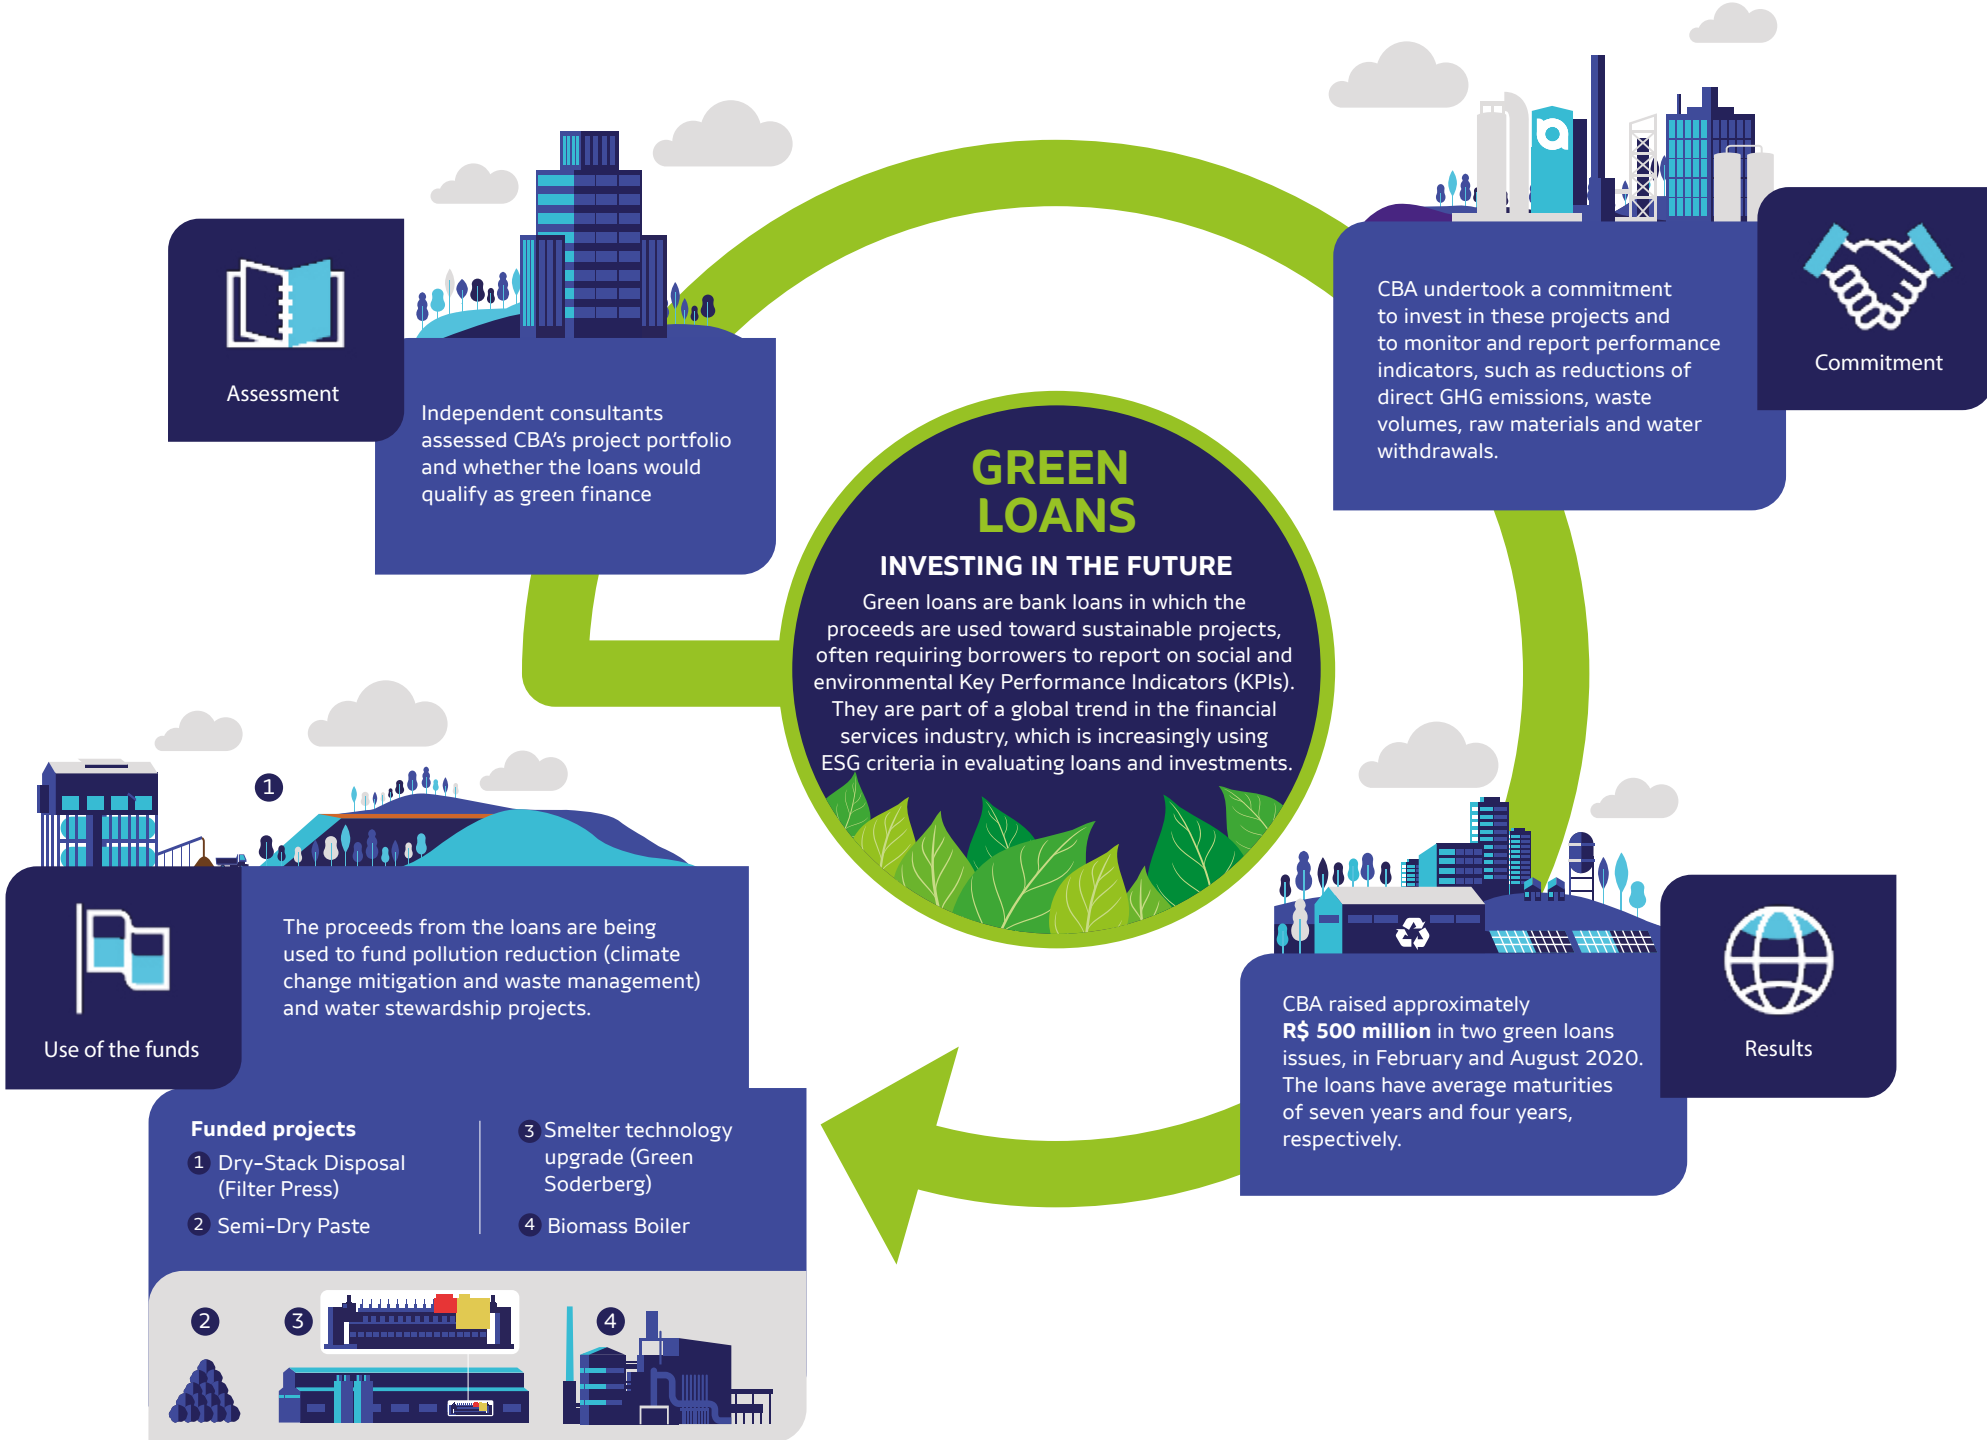 GREEN
LOANS
INVESTING IN THE FUTURE
Green loans are bank loans in which the
proceeds are used toward sustainable projects,
often requiring borrowers to report on social and
environmental Key Performance Indicators (KPIs).
They are part of a global trend in the financial
services industry, which is increasingly using
ESG criteria in evaluating loans and investments.
Assessment
Independent consultants
assessed CBA’s project portfolio
and whether the loans would
qualify as green finance
Commitment
CBA undertook a commitment
to invest in these projects and
to monitor and report performance
indicators, such as reductions of
direct GHG emissions, waste
volumes, raw materials and water
withdrawals.
Results
CBA raised approximately
R$ 500 million in two green loans
issues, in February and August 2020.
The loans have average maturities
of seven years and four years,
respectively.
1
Use of the funds
The proceeds from the loans are being
used to fund pollution reduction (climate
change mitigation and waste management)
and water stewardship projects.
Funded projects
1 Dry-Stack Disposal
(Filter Press)
2 Semi-Dry Paste
3 Smelter technology
upgrade (Green
Soderberg)
4 Biomass Boiler
2
3
4